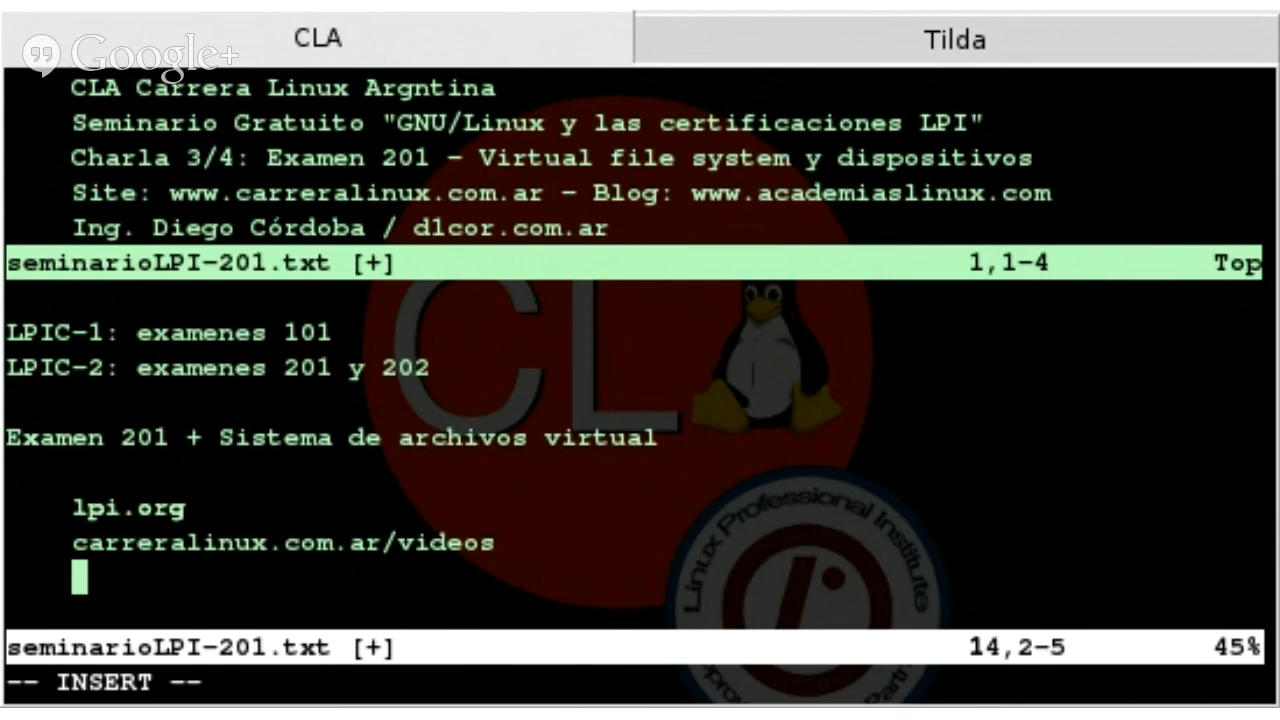 CLA
Tilda
Google+
CLA Carrera Linux Argntina
Seminario Gratuito "GNU/Linux y las certificaciones LPI"
Charla 3/4: Examen 201 - Virtual file system y dispositivos
Site: www.carreralinux.com.ar - Blog: www.academiaslinux.com
Ing. Diego Córdoba / d1cor.com.ar
seminarioLPI-201.txt [+] 1,1-4 Top
CL
LPIC-1: examenes 101
LPIC-2: examenes 201 y 202
Examen 201 + Sistema de archivos virtual
lpi.org
carreralinux.com.ar/videos
Linux Professional Institute
seminarioLPI-201.txt [+] 14,2-5 45%
-- INSERT --